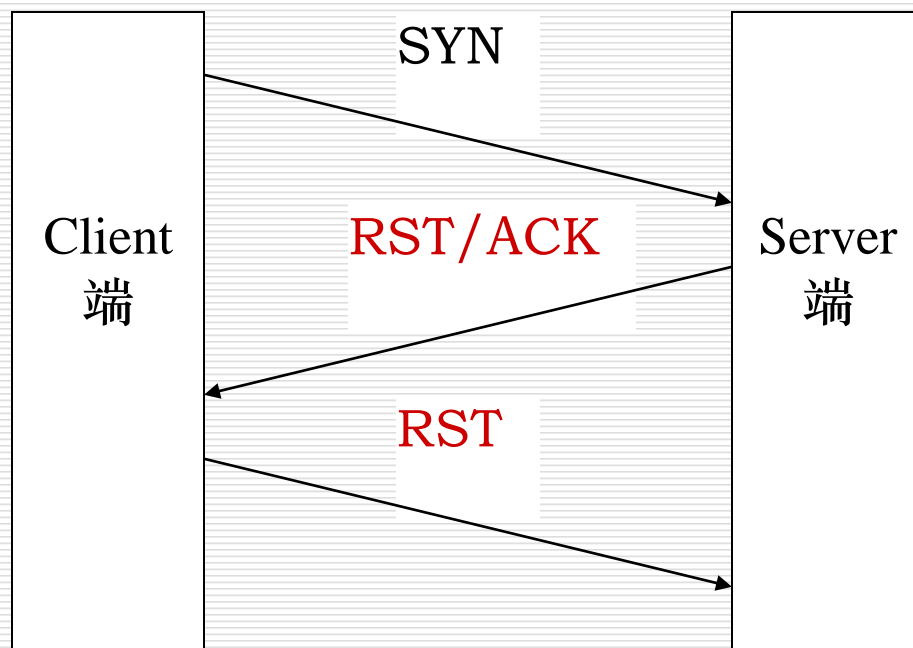 SYN
Client
端
RST/ACK
Server
端
RST